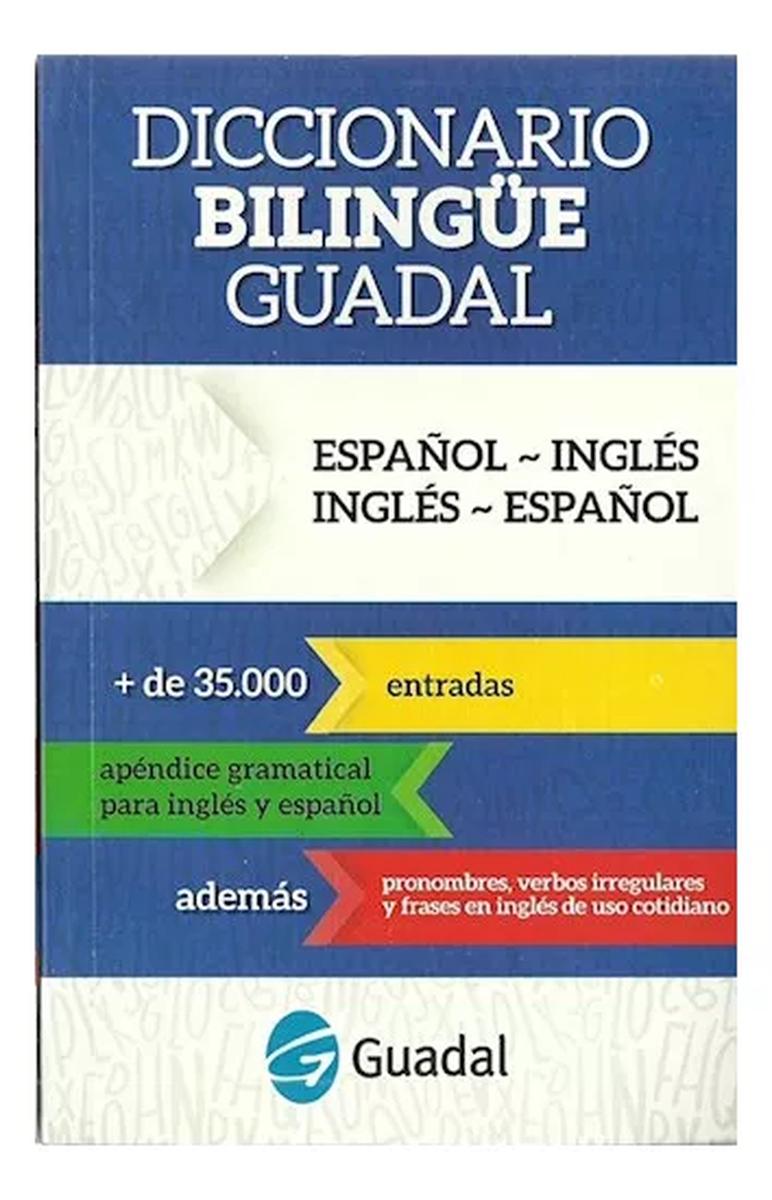 DICCIONARIO
BILINGÜE
GUADAL
ESPAÑOL ~ INGLÉS
INGLÉS ~ ESPAÑOL
+ de 35.000 entradas
apéndice gramatical
para inglés y español
además
pronombres, verbos irregulares
y frases en inglés de uso cotidiano
Guadal